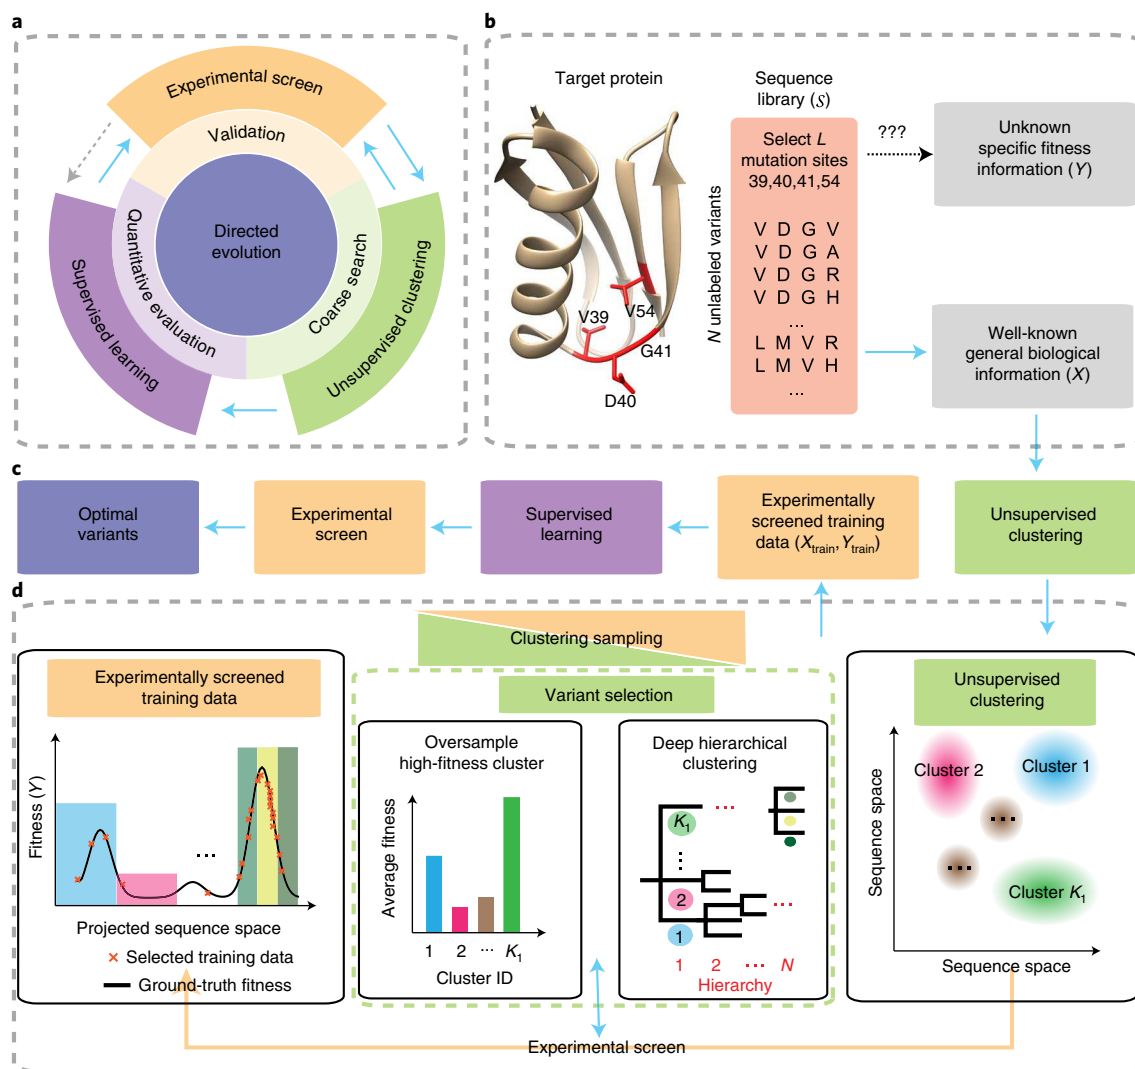 a
Experimental screen
Validation
Directed
evolution
Quantitative evaluation
Supervised learning
Coarse search
Unsupervised clustering
b
Target protein
V39
V54
G41
D40
Sequence
library (S)
N unlabeled variants
Select L
mutation sites
39,40,41,54
V D G V
V D G A
V D G R
V D G H
...
L M V R
L M V H
...
???
Unknown
specific fitness
information (Y)
Well-known
general biological
information (X)
c
Optimal
variants
Experimental
screen
Supervised
learning
Experimentally
screened training
data (Xtrain, Ytrain)
Unsupervised
clustering
d
Clustering sampling
Experimentally screened
training data
Fitness (Y)
...
Projected sequence space
Selected training data
Ground-truth fitness
Variant selection
Oversample
high-fitness cluster
Average fitness
1 2 ... K1
Cluster ID
Deep hierarchical
clustering
K1
...
...
2
...
1
1 2 ... N
Hierarchy
Unsupervised
clustering
Sequence space
Cluster 2
Cluster 1
...
...
Cluster K1
Sequence space
Experimental screen